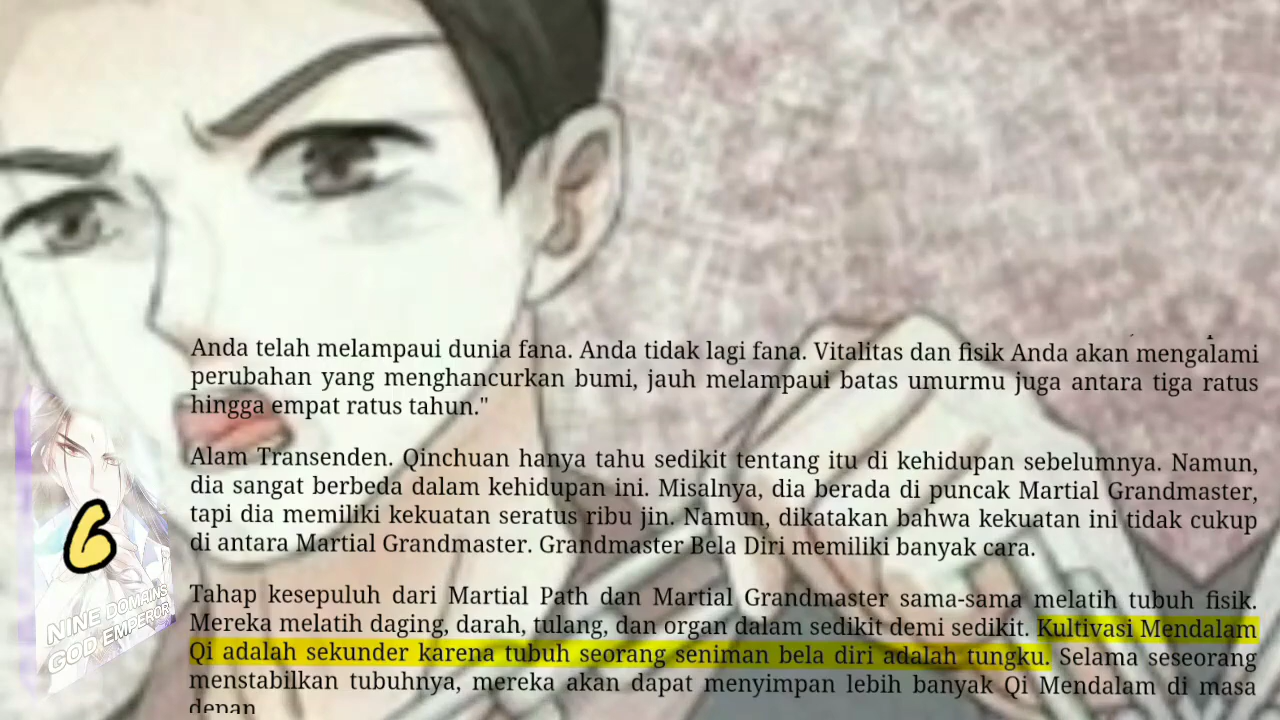 Anda telah melampaui dunia fana. Anda tidak lagi fana. Vitalitas dan fisik Anda akan mengalami
perubahan yang menghancurkan bumi, jauh melampaui batas umurmu juga antara tiga ratus
hingga empat ratus tahun."
Alam Transenden. Qinchuan hanya tahu sedikit tentang itu di kehidupan sebelumnya. Namun,
dia sangat berbeda dalam kehidupan ini. Misalnya, dia berada di puncak Martial Grandmaster,
tapi dia memiliki kekuatan seratus ribu jin. Namun, dikatakan bahwa kekuatan ini tidak cukup
di antara Martial Grandmaster. Grandmaster Bela Diri memiliki banyak cara.
Tahap kesepuluh dari Martial Path dan Martial Grandmaster sama-sama melatih tubuh fisik.
Mereka melatih daging, darah, tulang, dan organ dalam sedikit demi sedikit. Kultivasi Mendalam
Qi adalah sekunder karena tubuh seorang seniman bela diri adalah tungku. Selama seseorang
menstabilkan tubuhnya, mereka akan dapat menyimpan lebih banyak Qi Mendalam di masa
depan
6
NINE DOMAINS
GOD EMPEROR